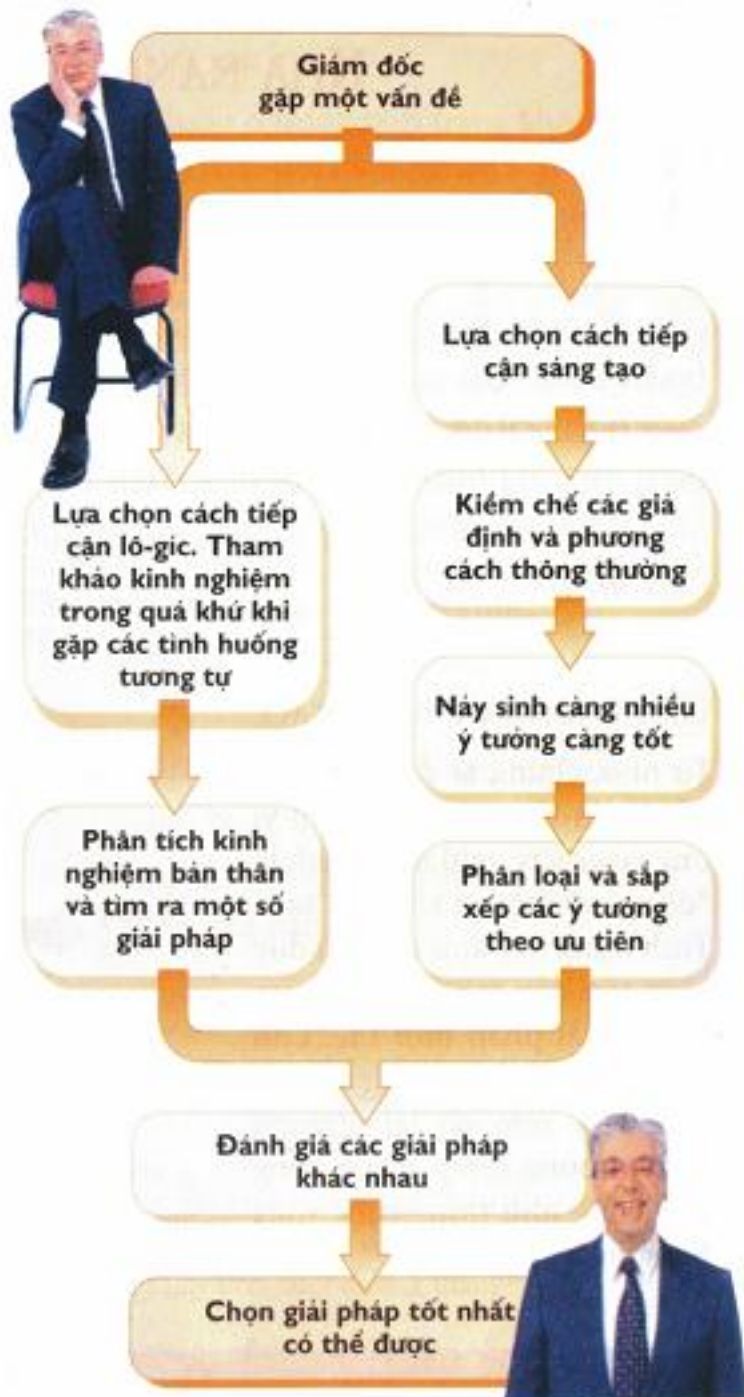 Giám đốc
gặp một vấn đề
Lựa chọn cách tiếp
cận lô-gic. Tham
khảo kinh nghiệm
trong quá khứ khi
gặp các tình huống
tương tự
Phân tích kinh
nghiệm bản thân
và tìm ra một số
giải pháp
Lựa chọn cách tiếp
cận sáng tạo
Kiềm chế các giả
định và phương
cách thông thường
Nảy sinh càng nhiều
ý tưởng càng tốt
Phân loại và sắp
xếp các ý tưởng
theo ưu tiên
Đánh giá các giải pháp
khác nhau
Chọn giải pháp tốt nhất
có thể được